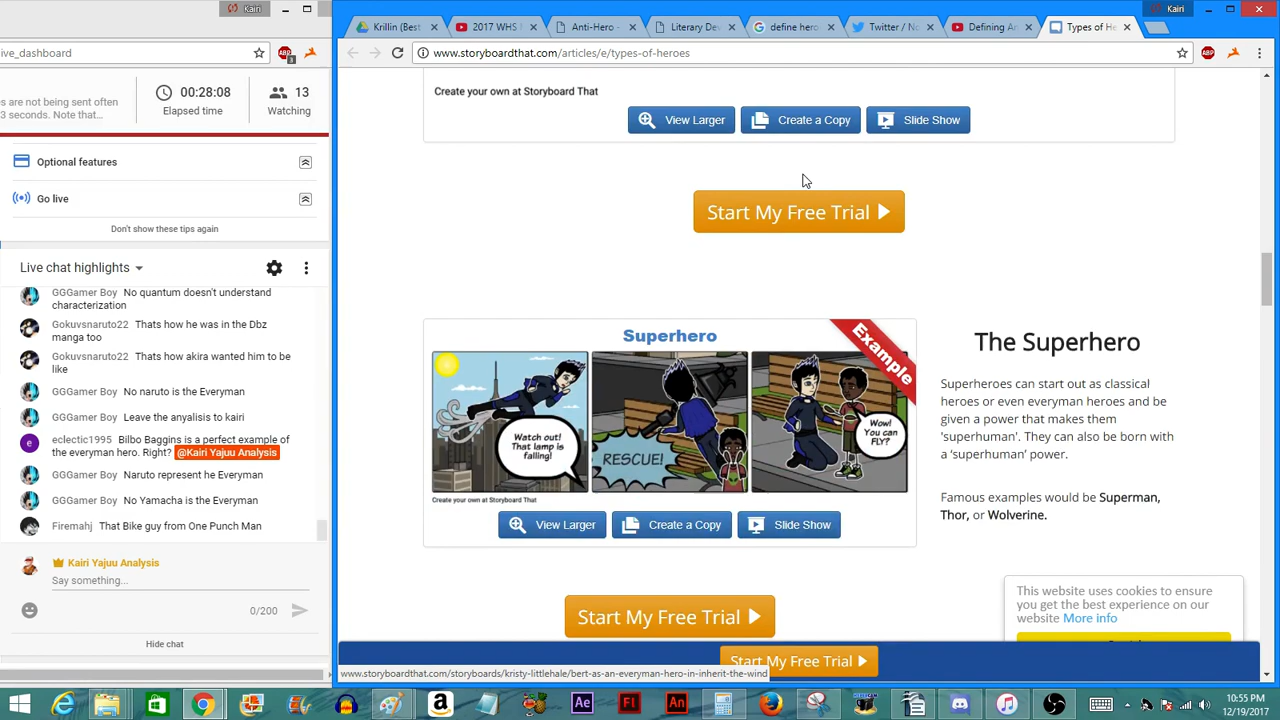 Kairi
ive_dashboard
es are not being sent often
3 seconds. Note that...
00:28:08
Elapsed time
13
Watching
Optional features
Go live
Don't show these tips again
Live chat highlights
GGGamer Boy No quantum doesn't understand
characterization
Gokuvsnaruto22 Thats how he was in the Dbz
manga too
Gokuvsnaruto22 Thats how akira wanted him to be
like
GGGamer Boy No naruto is the Everyman
GGGamer Boy Leave the anyalisis to kairi
eclectic1995 Bilbo Baggins is a perfect example of
the everyman hero. Right? @Kairi Yajuu Analysis
GGGamer Boy Naruto represent he Everyman
GGGamer Boy No Yamacha is the Everyman
Firemahj That Bike guy from One Punch Man
Kairi Yajuu Analysis
Say something...
0/200
Hide chat
Krillin (Best
2017 WHS
Anti-Hero -
Literary Dev
define hero
Twitter / No
Defining An
Types of He
Kairi
www.storyboardthat.com/articles/e/types-of-heroes
Create your own at Storyboard That
View Larger
Create a Copy
Slide Show
Start My Free Trial
Superhero
Example
Watch out!
That lamp is
falling!
RESCUE!
Wow!
You can
FLY?
Create your own at Storyboard That
View Larger
Create a Copy
Slide Show
The Superhero
Superheroes can start out as classical
heroes or even everyman heroes and be
given a power that makes them
'superhuman'. They can also be born with
a 'superhuman' power.
Famous examples would be Superman,
Thor, or Wolverine.
Start My Free Trial
This website uses cookies to ensure
you get the best experience on our
website More info
Start My Free Trial
www.storyboardthat.com/storyboards/kristy-littlehale/bert-as-an-everyman-hero-in-inherit-the-wind
Ae
Fl
An
10:55 PM
12/19/2017